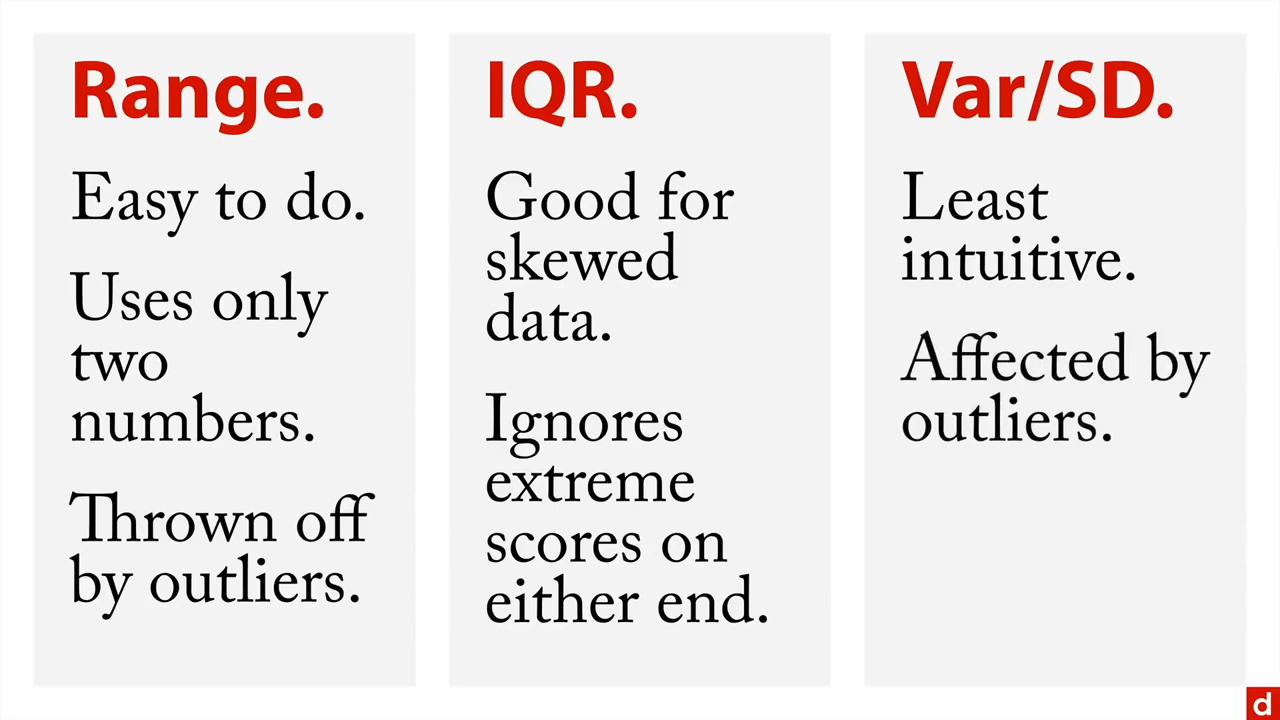 Range.
Easy to do.
Uses only
two
numbers.
Thrown off
by outliers.
IQR.
Good for
skewed
data.
Ignores
extreme
scores on
either end.
Var/SD.
Least
intuitive.
Affected by
outliers.
d